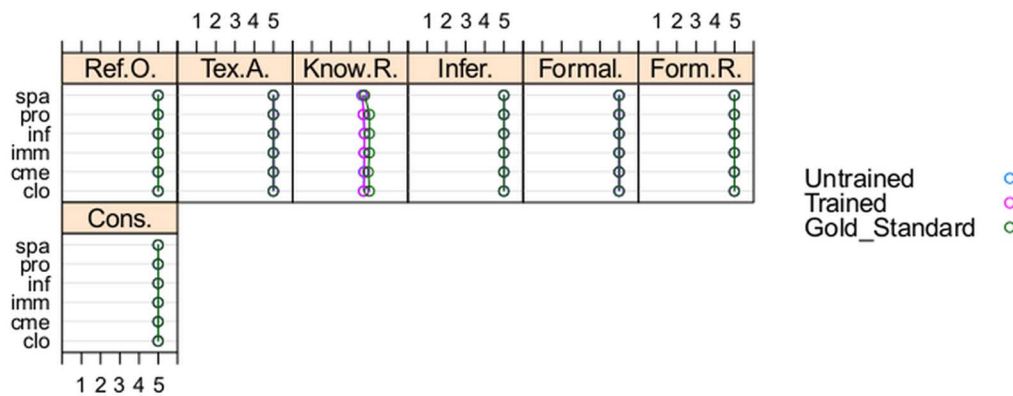 1 2 3 4 5 1 2 3 4 5 1 2 3 4 5
Ref.O. Tex.A. Know.R. Infer. Formal. Form.R.
spa
pro
inf
imm
cme
clo
Cons.
spa
pro
inf
imm
cme
clo
1 2 3 4 5
Untrained
Trained
Gold_Standard